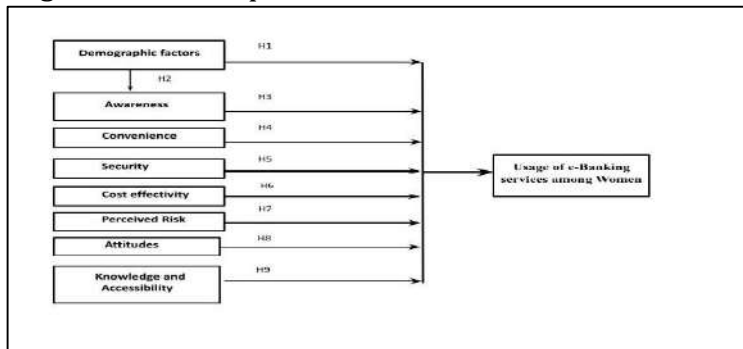 Demographic factors
H1
H2
Awareness
H3
Convenience
H4
Security
H5
Cost effectivity
H6
Perceived Risk
H7
Attitudes
H8
Knowledge and
Accessibility
H9
Usage of e-Banking
services among Women